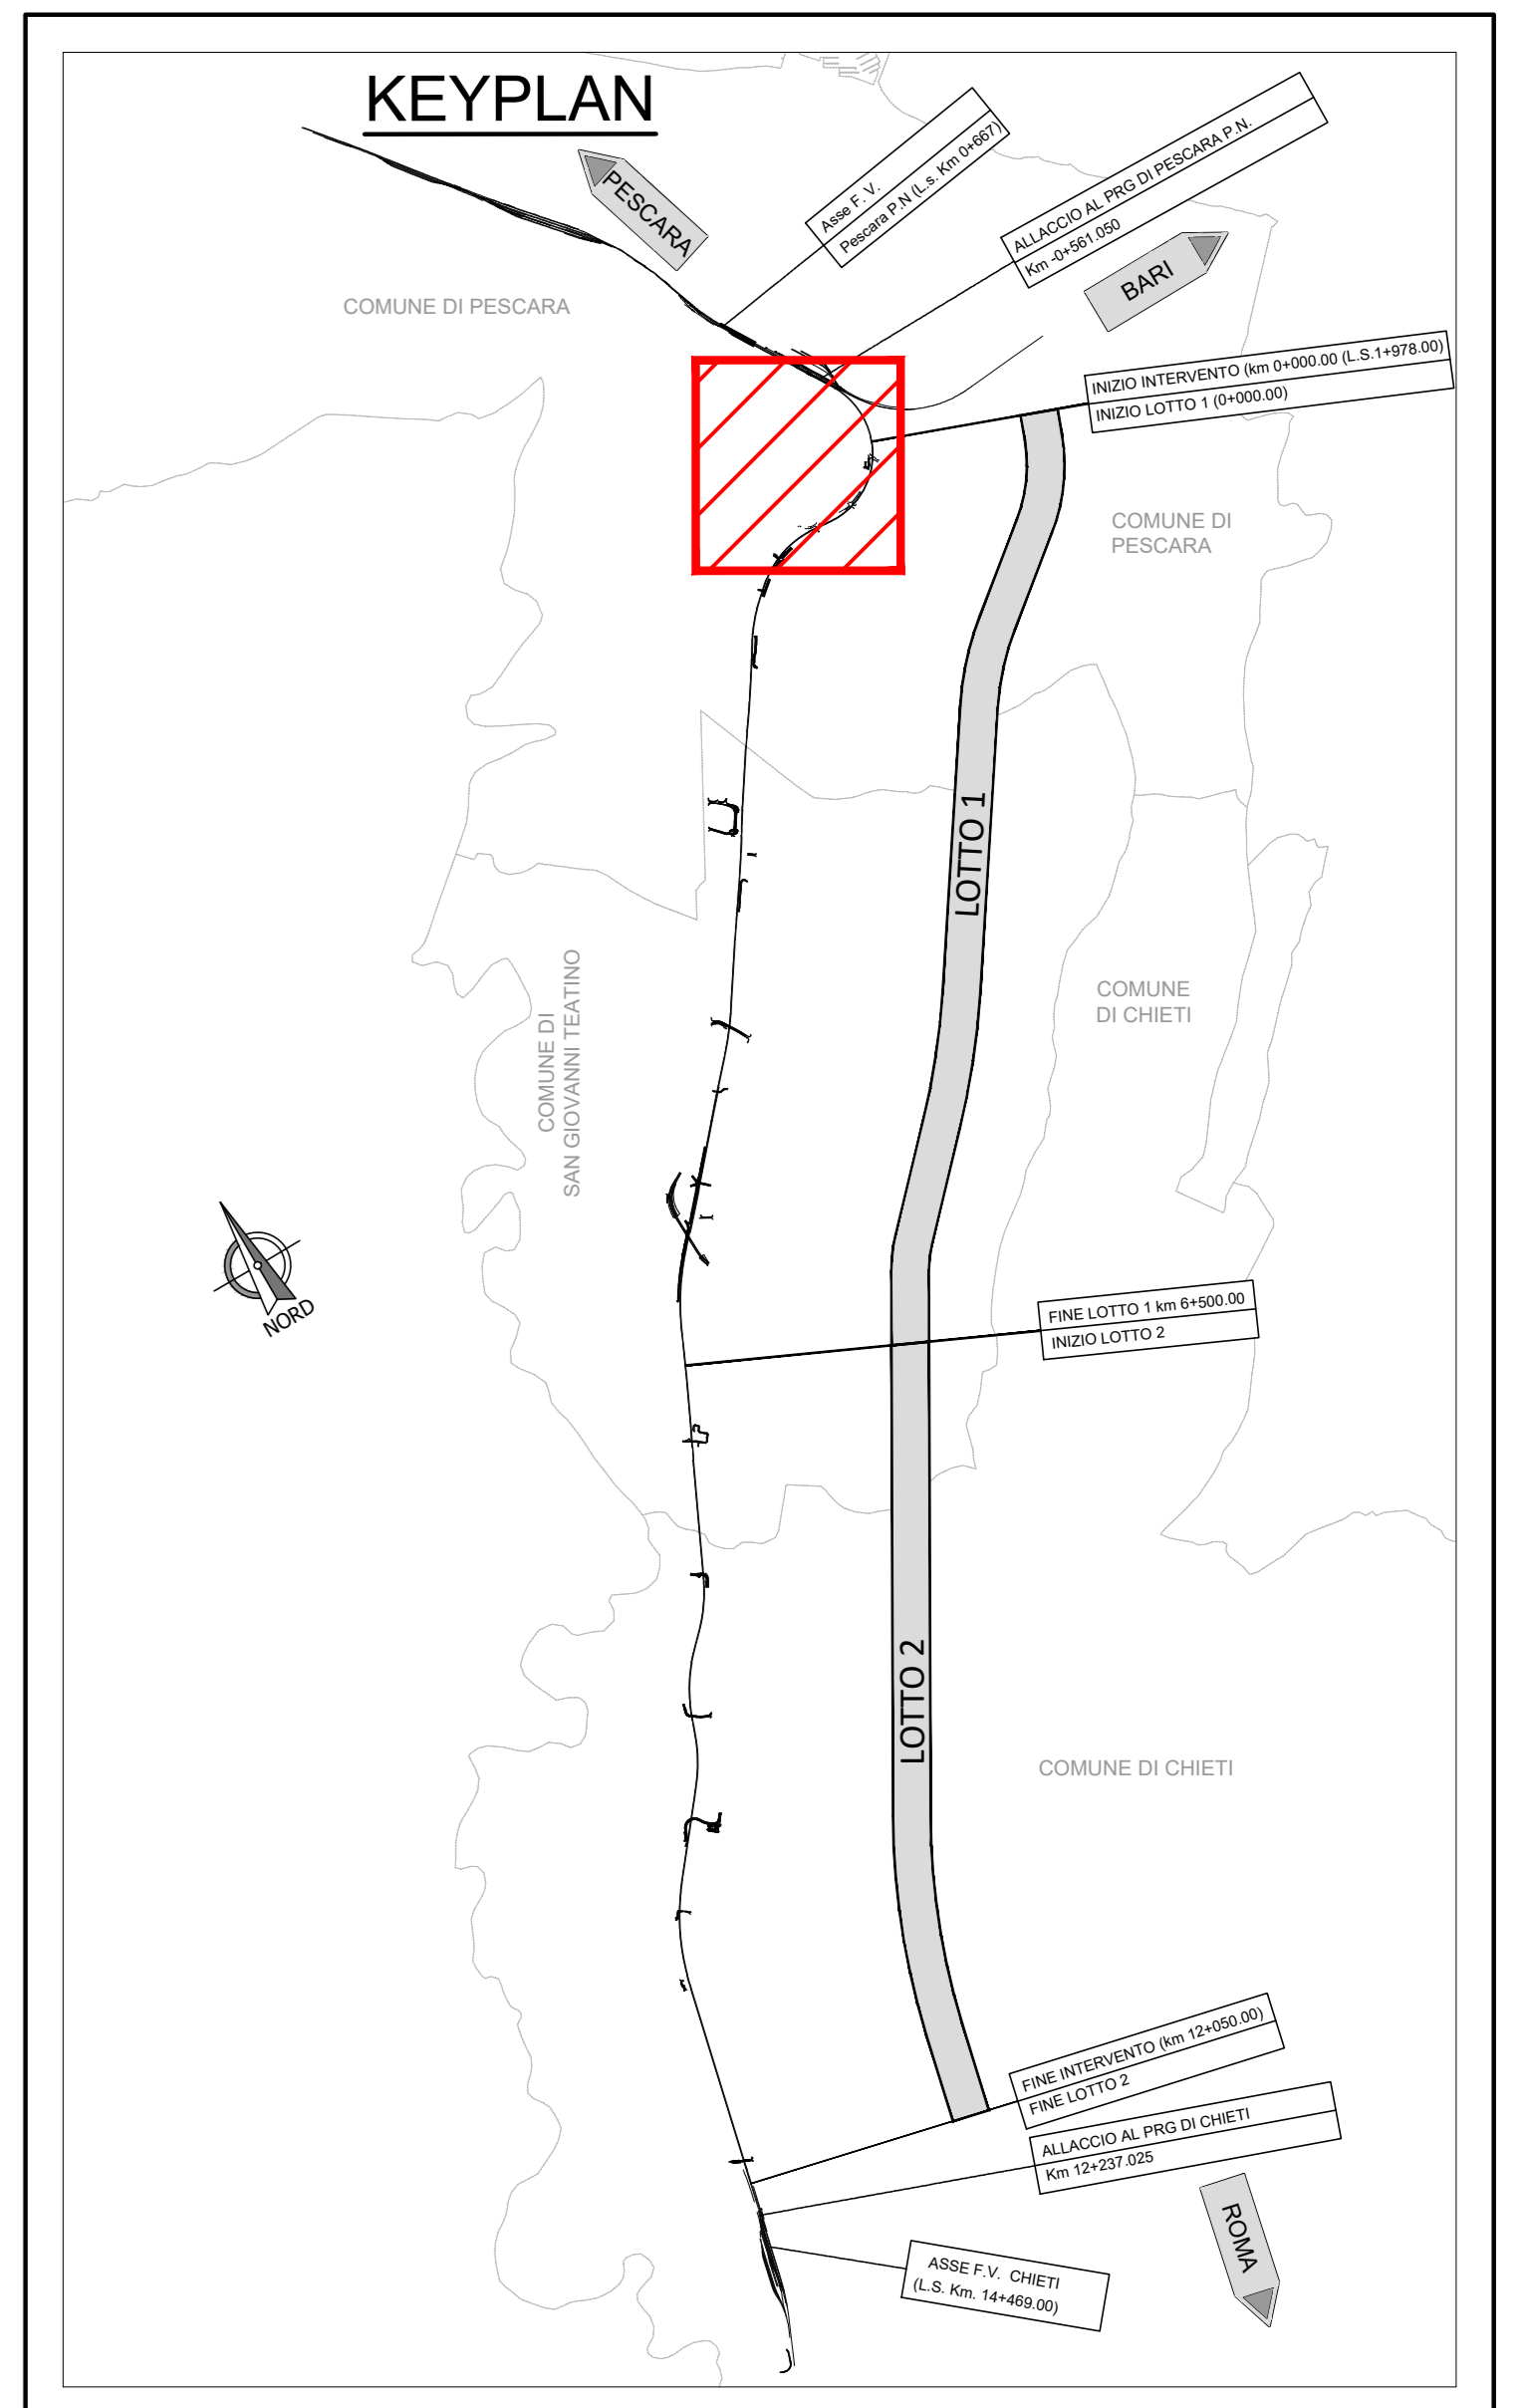 KEYPLAN
PESCARA
Asse F. V.
Pescara P.N (L.s. Km 0+667)
ALLACCIO AL PRG DI PESCARA P.N.
Km -0+561.050
BARI
COMUNE DI PESCARA
INIZIO INTERVENTO (km 0+000.00 (L.S.1+978.00)
INIZIO LOTTO 1 (0+000.00)
COMUNE DI
PESCARA
LOTTO 1
COMUNE DI
SAN GIOVANNI TEATINO
COMUNE
DI CHIETI
NORD
FINE LOTTO 1 km 6+500.00
INIZIO LOTTO 2
LOTTO 2
COMUNE DI CHIETI
FINE INTERVENTO (km 12+050.00)
FINE LOTTO 2
ALLACCIO AL PRG DI CHIETI
Km 12+237.025
ROMA
ASSE F.V. CHIETI
(L.S. Km. 14+469.00)